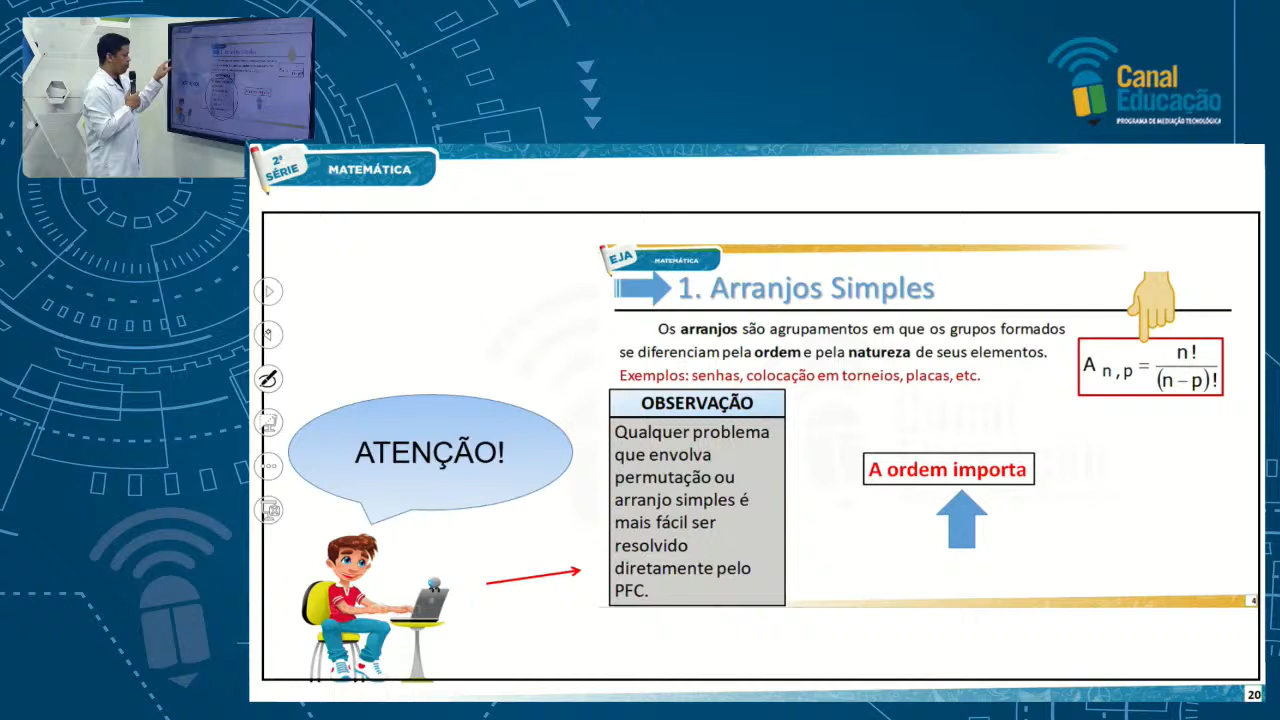 Canal
Educação
PROGRAMA DE MEDIAÇÃO TECNOLÓGICA
2ª
SÉRIE
MATEMÁTICA
EJA
MATEMÁTICA
1. Arranjos Simples
Os arranjos são agrupamentos em que os grupos formados
se diferenciam pela ordem e pela natureza de seus elementos.
Exemplos: senhas, colocação em torneios, placas, etc.
A n,p = n! / (n – p)!
OBSERVAÇÃO
Qualquer problema
que envolva
permutação ou
arranjo simples é
mais fácil ser
resolvido
diretamente pelo
PFC.
ATENÇÃO!
A ordem importa
4
20